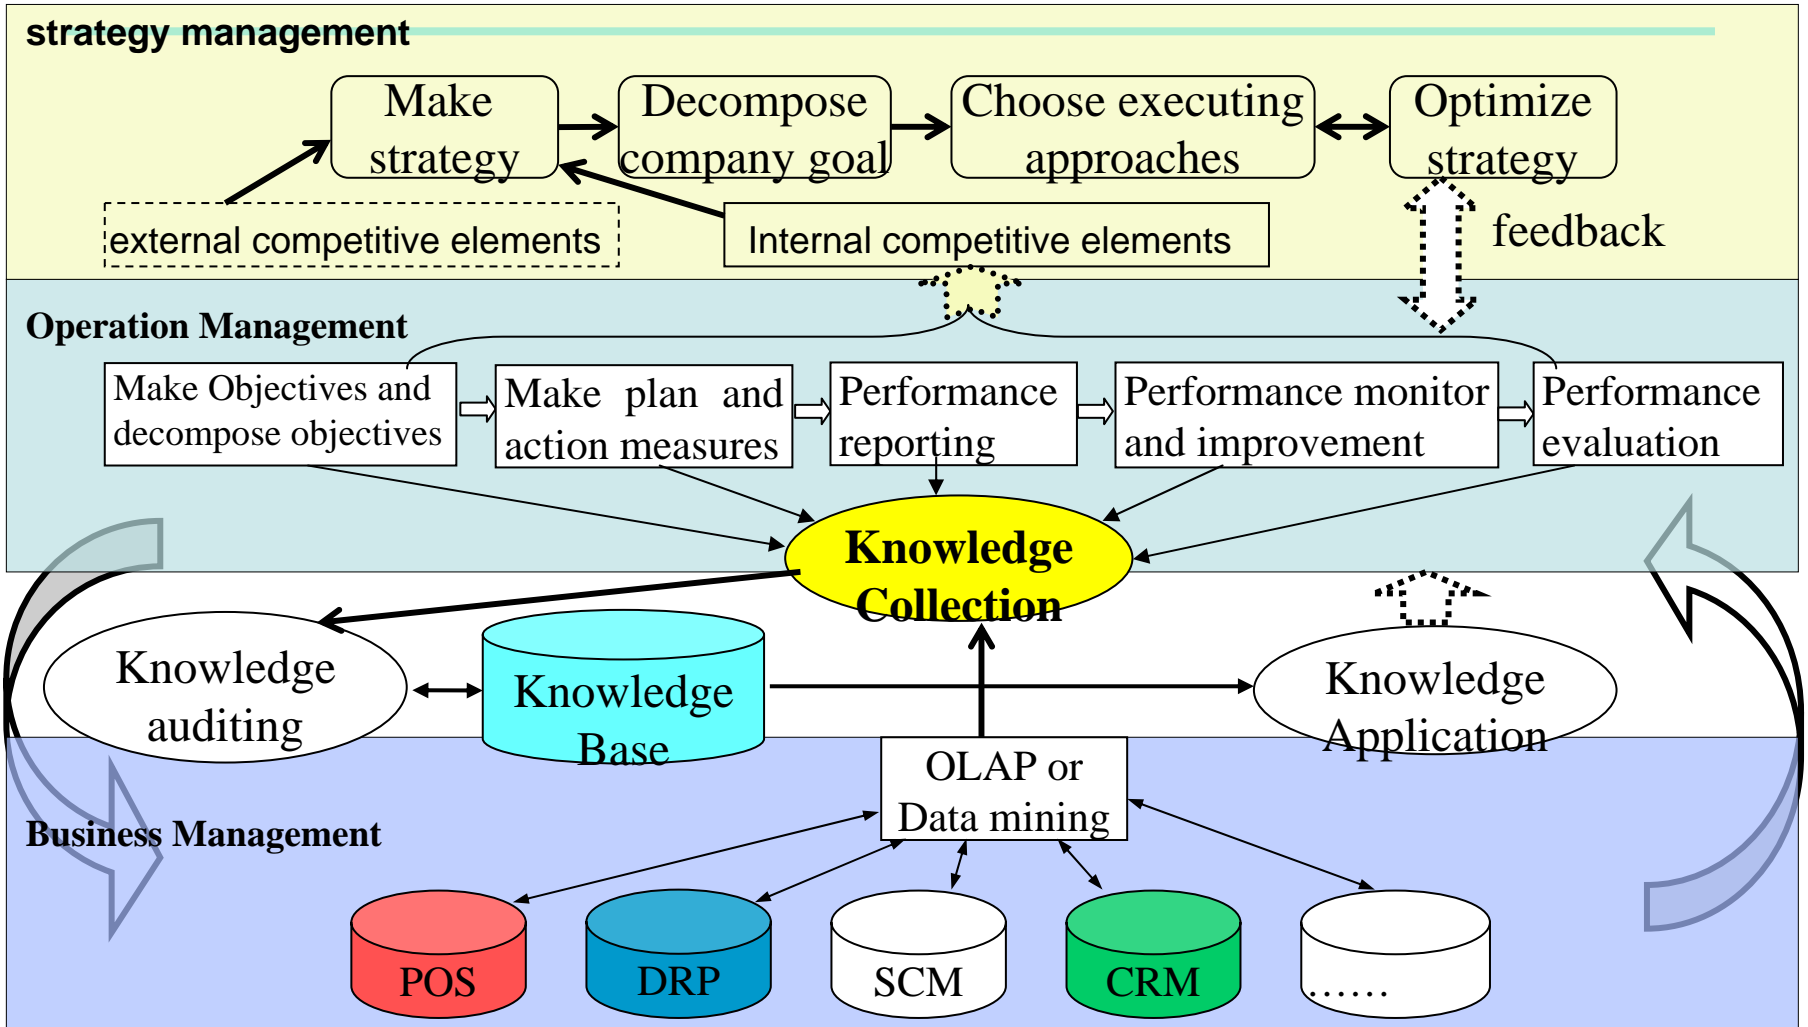 strategy management
Make
strategy
Decompose
company goal
Choose executing
approaches
Optimize
strategy
external competitive elements
Internal competitive elements
feedback
Operation Management
Make Objectives and
decompose objectives
Make plan and
action measures
Performance
reporting
Performance monitor
and improvement
Performance
evaluation
Knowledge
Collection
Knowledge
auditing
Knowledge
Base
Knowledge
Application
OLAP or
Data mining
Business Management
POS
DRP
SCM
CRM
……